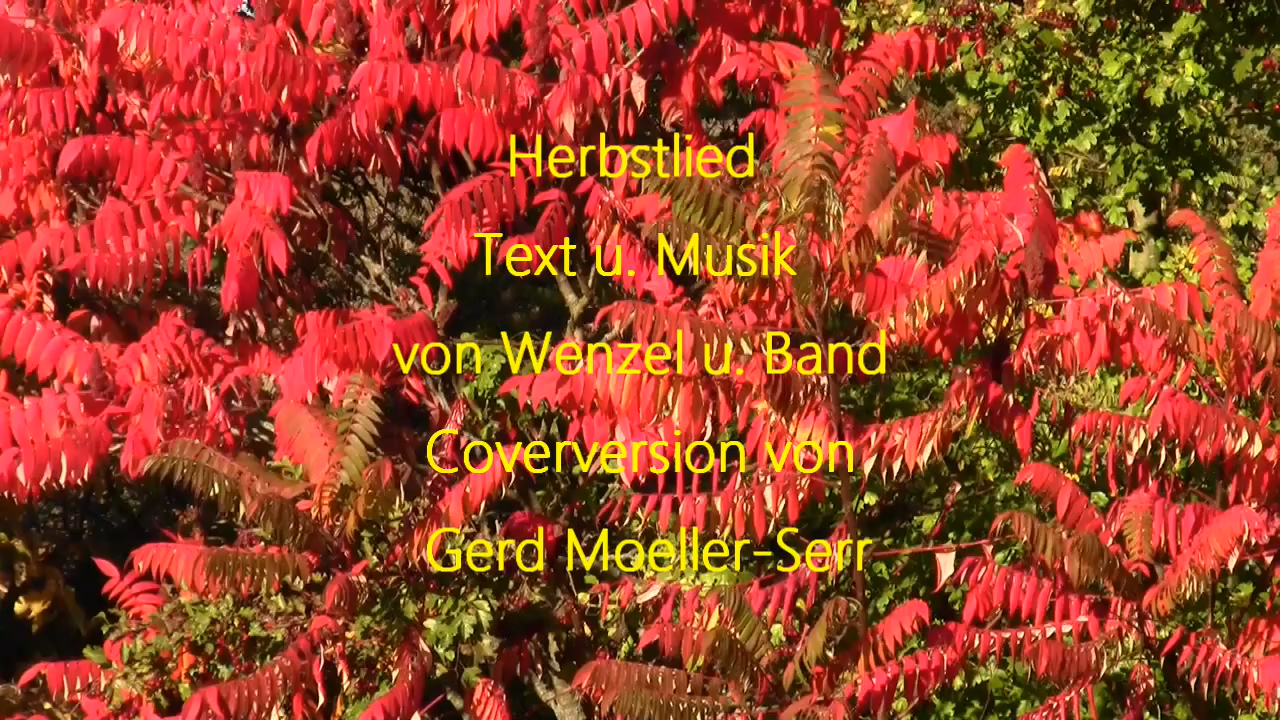 Herbstlied
Text u. Musik
von Wenzel u. Band
Coverversion von
Gerd Moeller-Serr